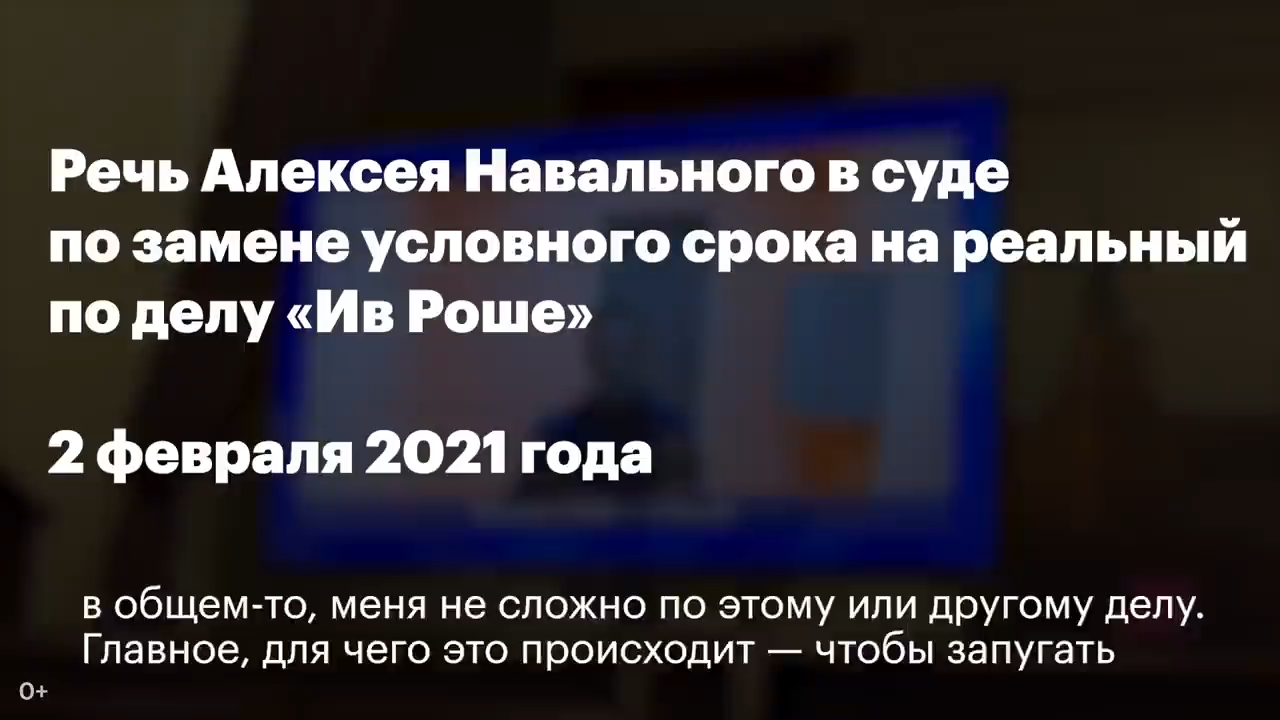 Речь Алексея Навального в суде
по замене условного срока на реальный
по делу «Ив Роше»
2 февраля 2021 года
в общем-то, меня не сложно по этому или другому делу.
Главное, для чего это происходит — чтобы запугать
0+